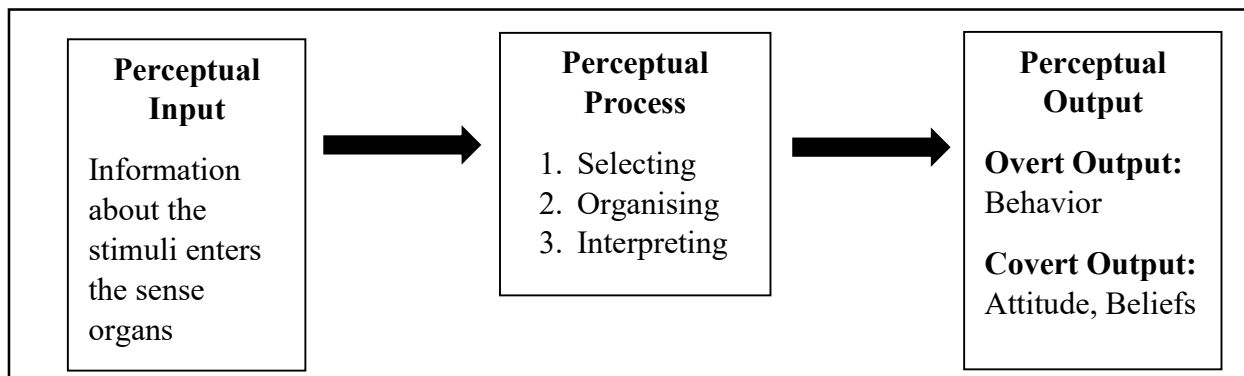 Perceptual
Input
Information
about the
stimuli enters
the sense
organs
Perceptual
Process
1. Selecting
2. Organising
3. Interpreting
Perceptual
Output
Overt Output:
Behavior
Covert Output:
Attitude, Beliefs